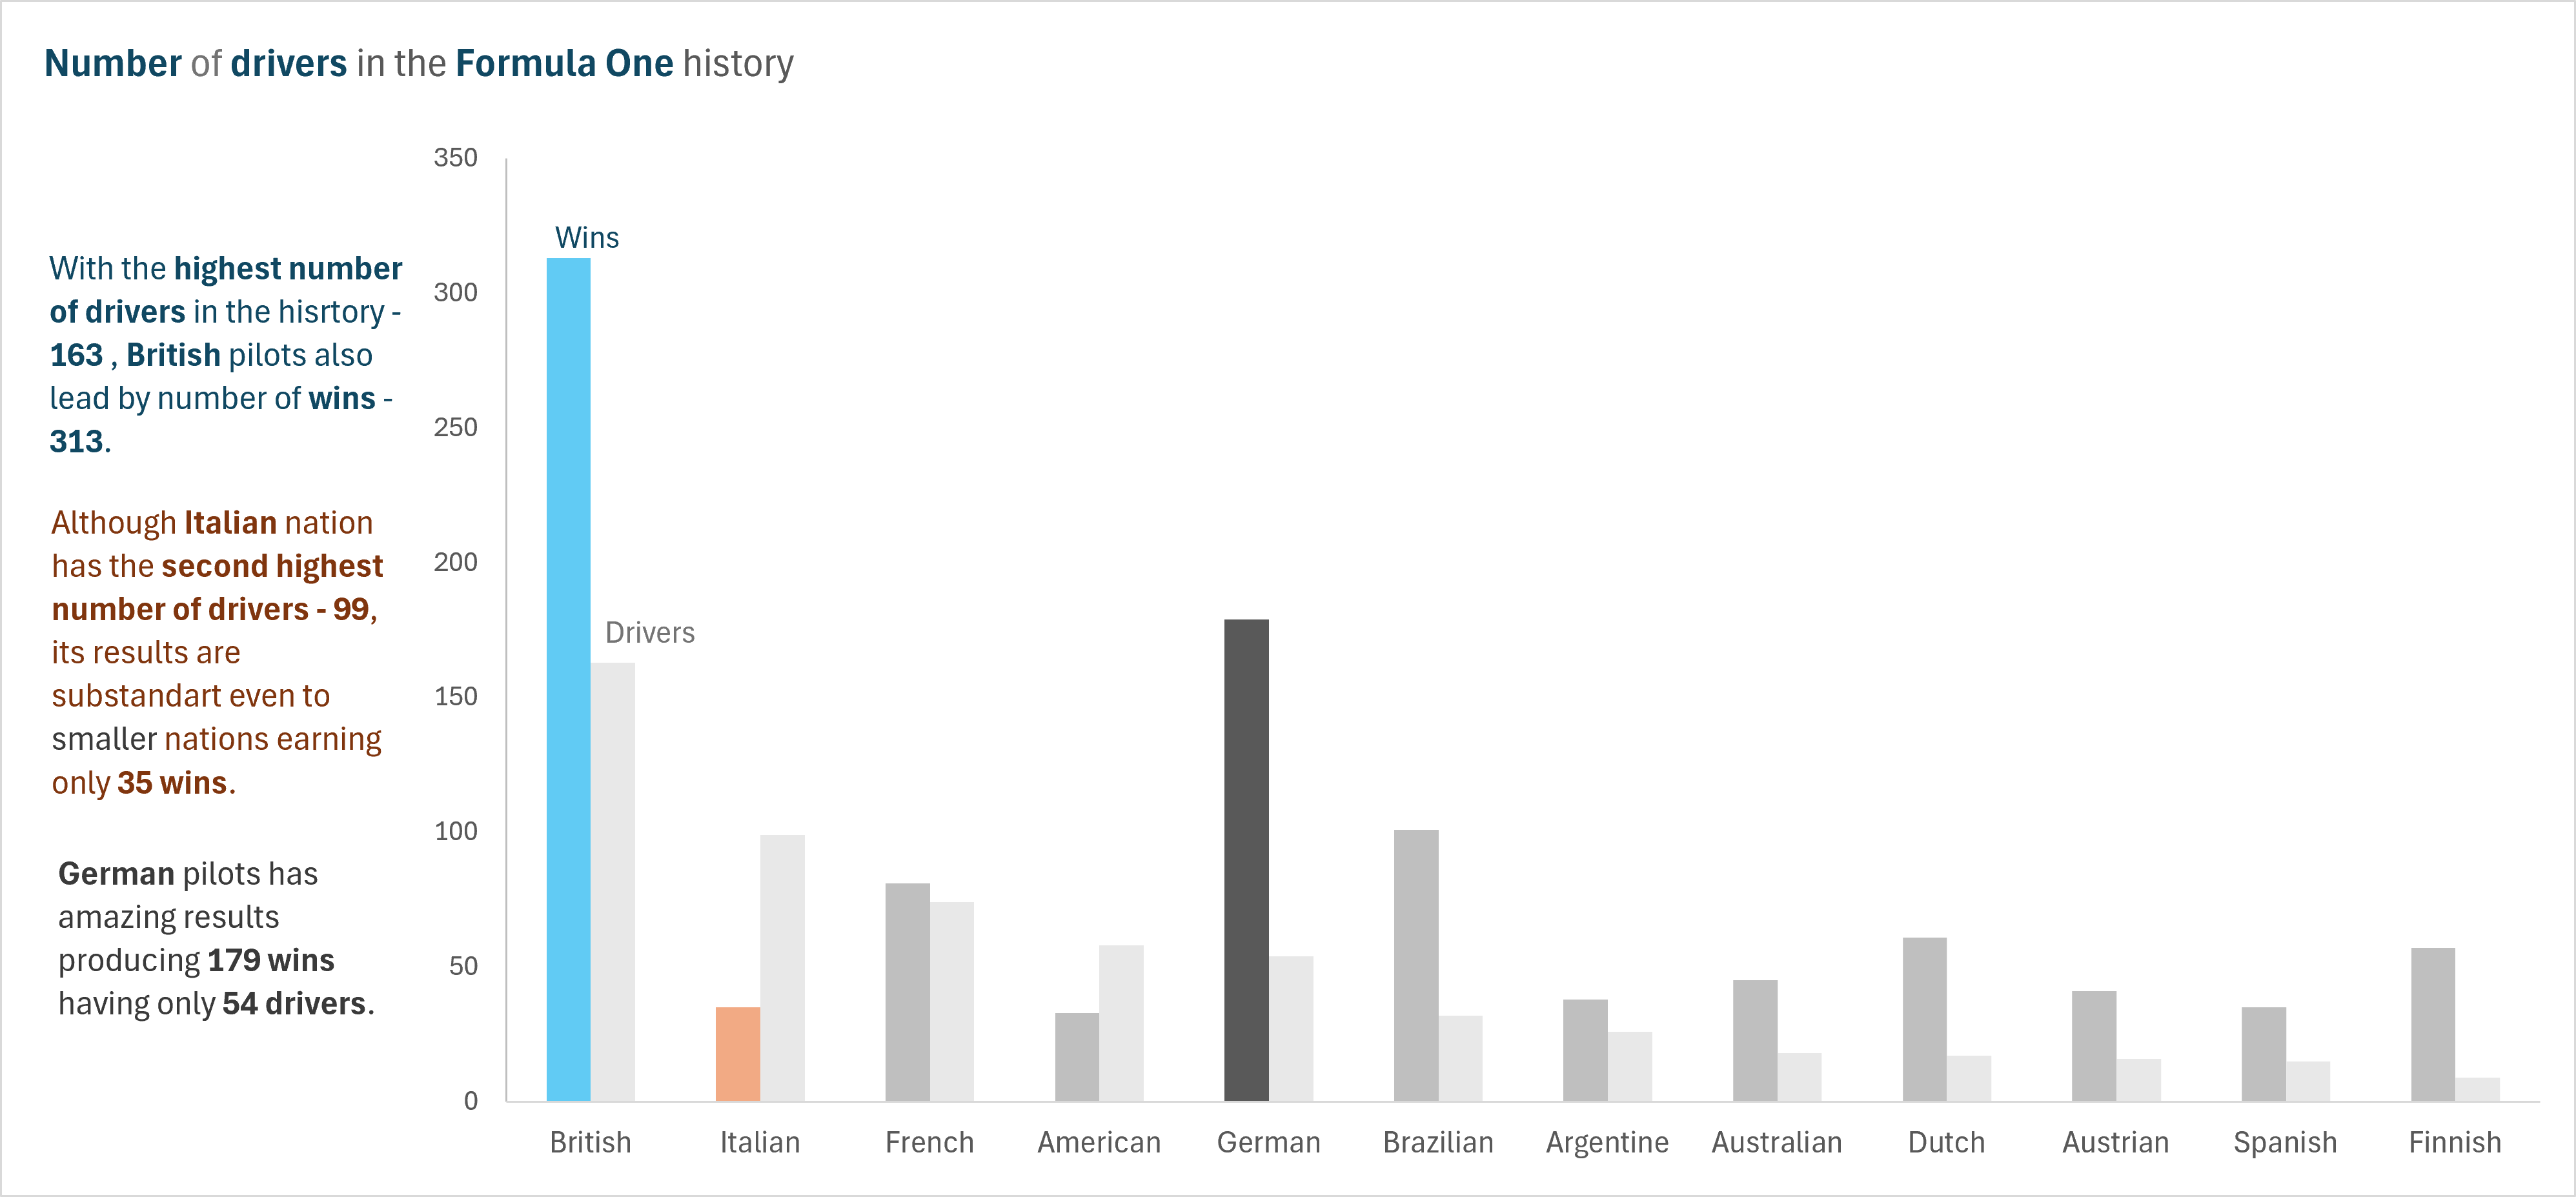 Number of drivers in the Formula One history
With the highest number
of drivers in the hisrtory -
163 , British pilots also
lead by number of wins -
313.
Although Italian nation
has the second highest
number of drivers - 99,
its results are
substandart even to
smaller nations earning
only 35 wins.
German pilots has
amazing results
producing 179 wins
having only 54 drivers.
350
300
250
200
150
100
50
0
Wins
Drivers
British
Italian
French
American
German
Brazilian
Argentine
Australian
Dutch
Austrian
Spanish
Finnish